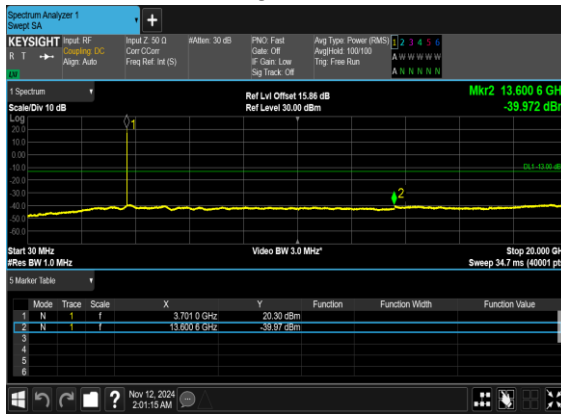 Spectrum Analyzer 1
Swept SA
KEYSIGHT Input: RF Input Z: 50 Ω #Atten: 30 dB PNO: Fast Avg Type: Power (RMS) 1 2 3 4 5 6
R T Coupling: DC Corr CCorr Gate: Off Avg|Hold: 100/100 A W W W W W
Align: Auto Freq Ref: Int (S) IF Gain: Low Trig: Free Run
Sig Track: Off A N N N N N
LXI
1 Spectrum Ref Lvl Offset 15.86 dB Mkr2 13.600 6 GH
Scale/Div 10 dB Ref Level 30.00 dBm -39.972 dB
Log
20.0 1
10.0
0.00
-10.0 DL1 -13.00 dB
-20.0
-30.0 2
-40.0
-50.0
-60.0
Start 30 MHz Video BW 3.0 MHz* Stop 20.000 GH
#Res BW 1.0 MHz Sweep 34.7 ms (40001 pt
5 Marker Table
Mode Trace Scale X Y Function Function Width Function Value
1 N 1 f 3.701 0 GHz 20.30 dBm
2 N 1 f 13.600 6 GHz -39.97 dBm
3
4
5
6
Nov 12, 2024
2:01:15 AM